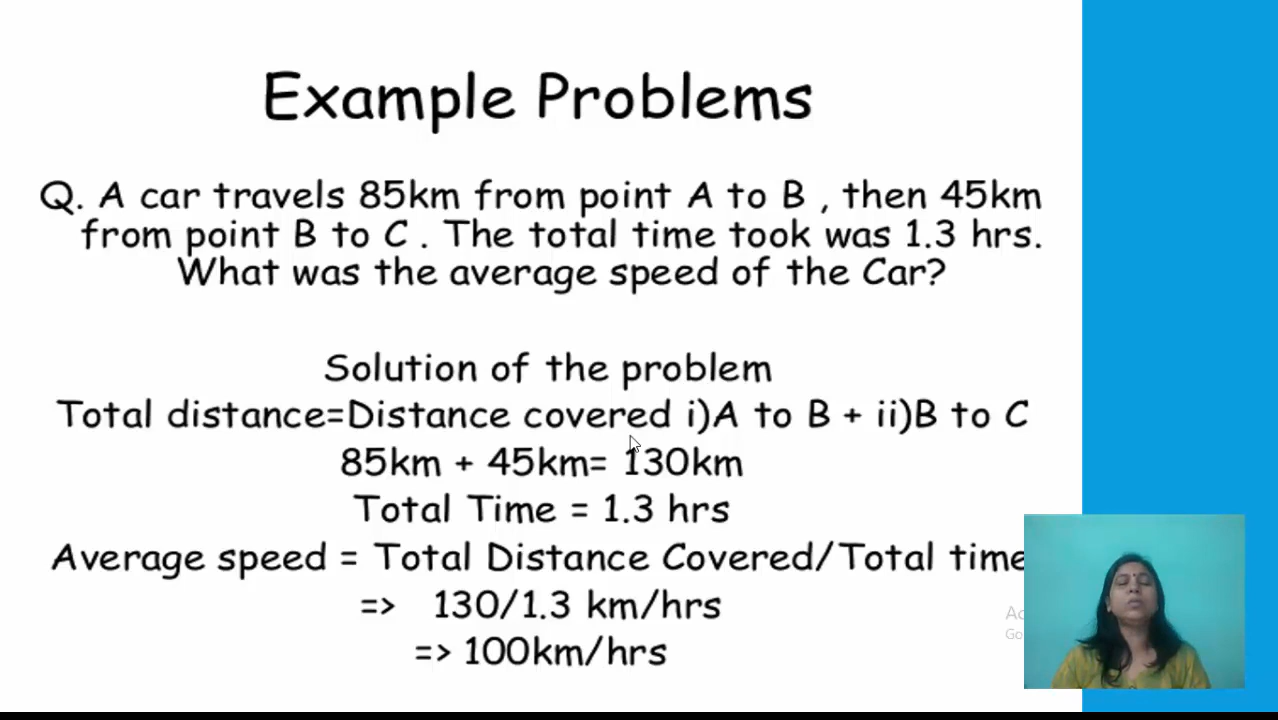 Example Problems
Q. A car travels 85km from point A to B , then 45km
from point B to C . The total time took was 1.3 hrs.
What was the average speed of the Car?
Solution of the problem
Total distance=Distance covered i)A to B + ii)B to C
85km + 45km= 130km
Total Time = 1.3 hrs
Average speed = Total Distance Covered/Total time
=> 130/1.3 km/hrs
=> 100km/hrs